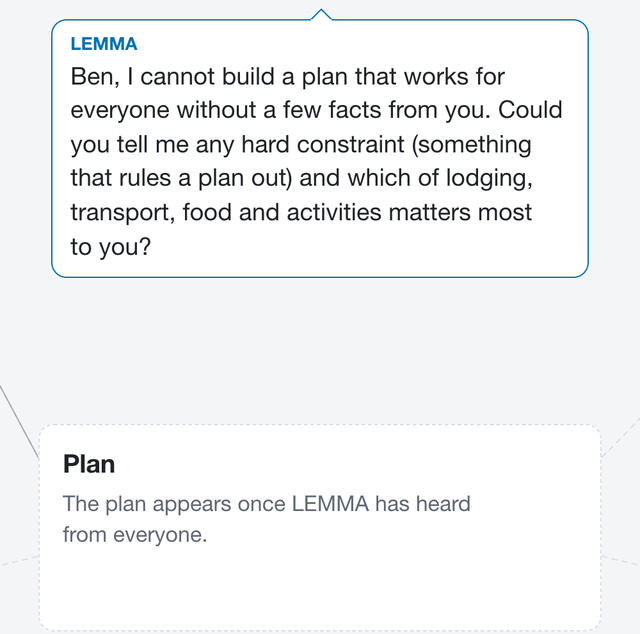 LEMMA
Ben, I cannot build a plan that works for
everyone without a few facts from you. Could
you tell me any hard constraint (something
that rules a plan out) and which of lodging,
transport, food and activities matters most
to you?
Plan
The plan appears once LEMMA has heard
from everyone.